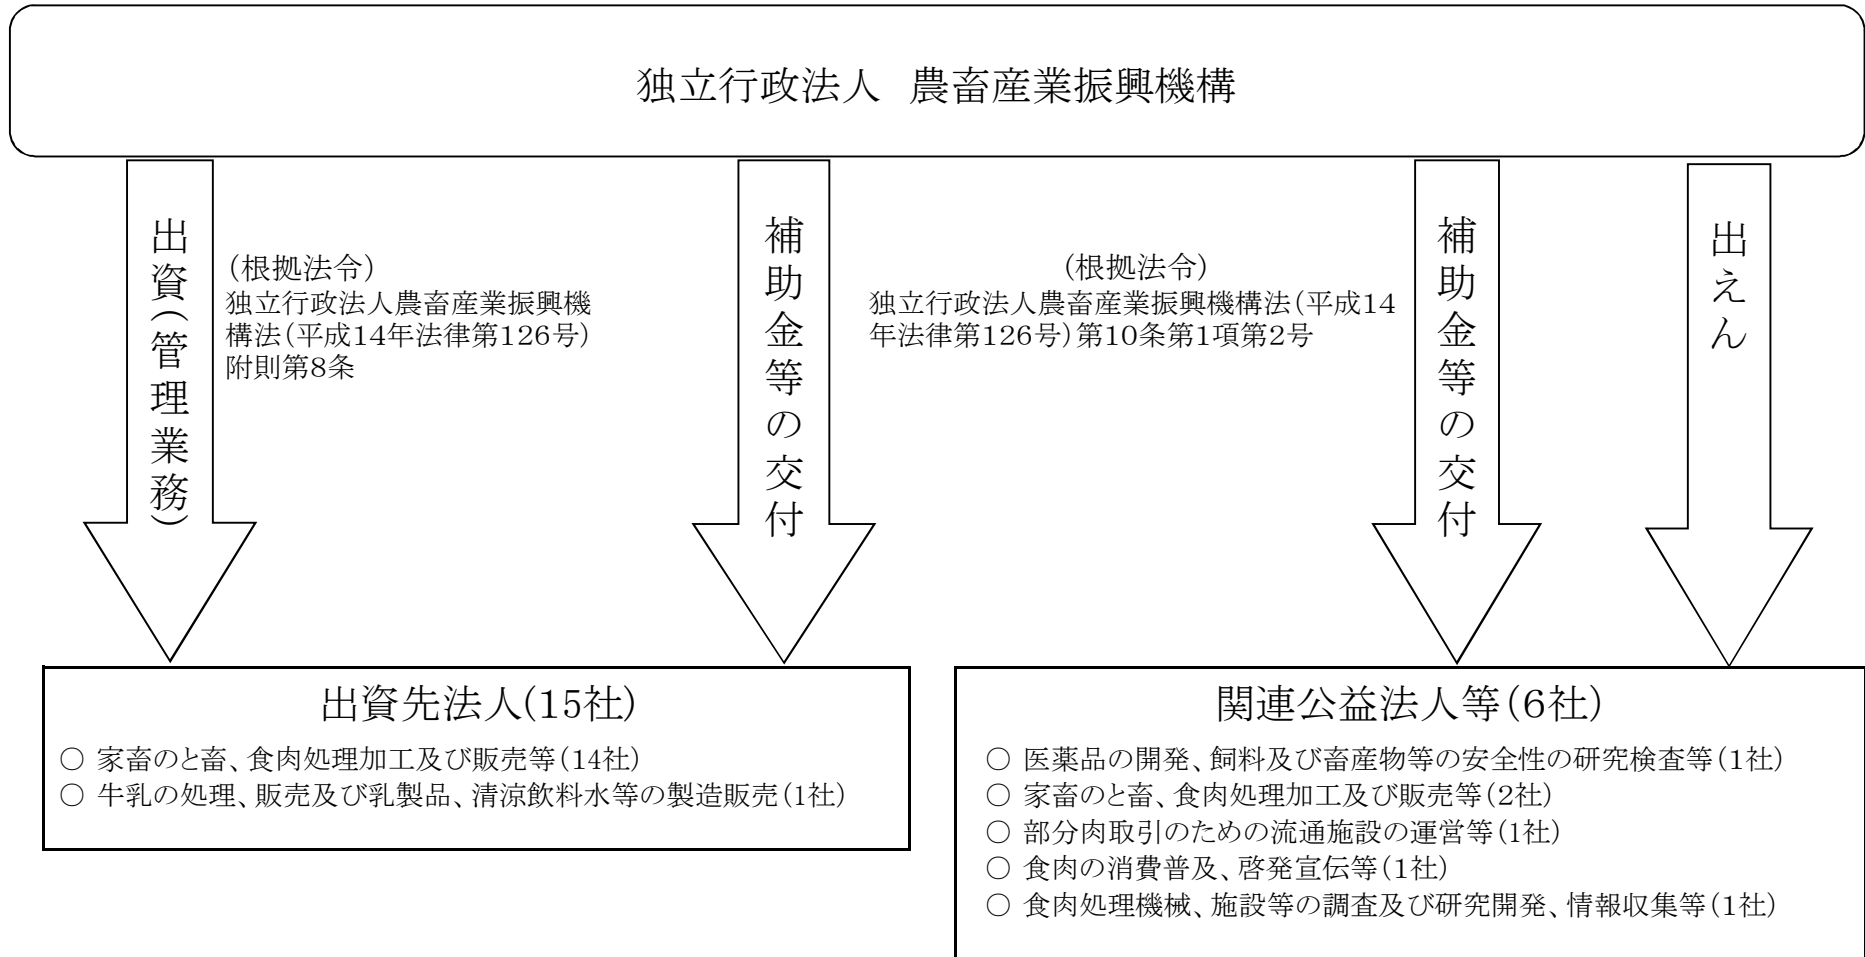 独立行政法人　農畜産業振興機構
出資(管理業務)
(根拠法令)
独立行政法人農畜産業振興機
構法(平成14年法律第126号)
附則第8条
補助金等の交付
(根拠法令)
独立行政法人農畜産業振興機構法(平成14
年法律第126号)第10条第1項第2号
補助金等の交付
出えん
出資先法人(15社)
○ 家畜のと畜、食肉処理加工及び販売等(14社)
○ 牛乳の処理、販売及び乳製品、清涼飲料水等の製造販売(1社)
関連公益法人等(6社)
○ 医薬品の開発、飼料及び畜産物等の安全性の研究検査等(1社)
○ 家畜のと畜、食肉処理加工及び販売等(2社)
○ 部分肉取引のための流通施設の運営等(1社)
○ 食肉の消費普及、啓発宣伝等(1社)
○ 食肉処理機械、施設等の調査及び研究開発、情報収集等(1社)